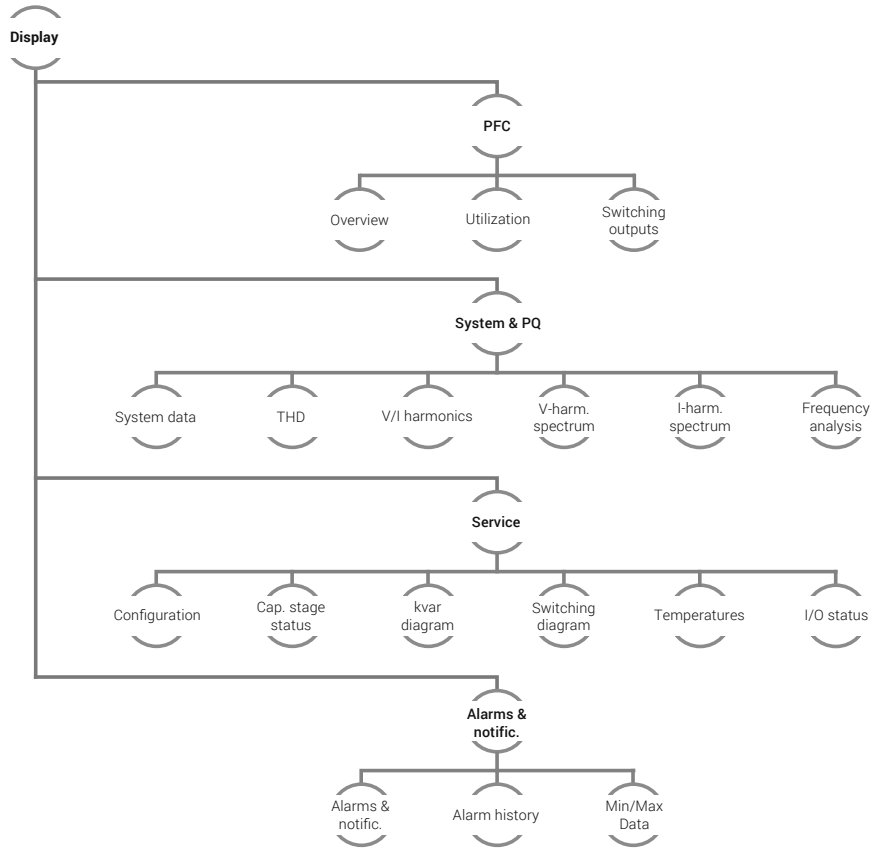 Display
PFC
Overview
Utilization
Switching
outputs
System & PQ
System data
THD
V/I harmonics
V-harm.
spectrum
I-harm.
spectrum
Frequency
analysis
Service
Configuration
Cap. stage
status
kvar
diagram
Switching
diagram
Temperatures
I/O status
Alarms &
notific.
Alarms &
notific.
Alarm history
Min/Max
Data